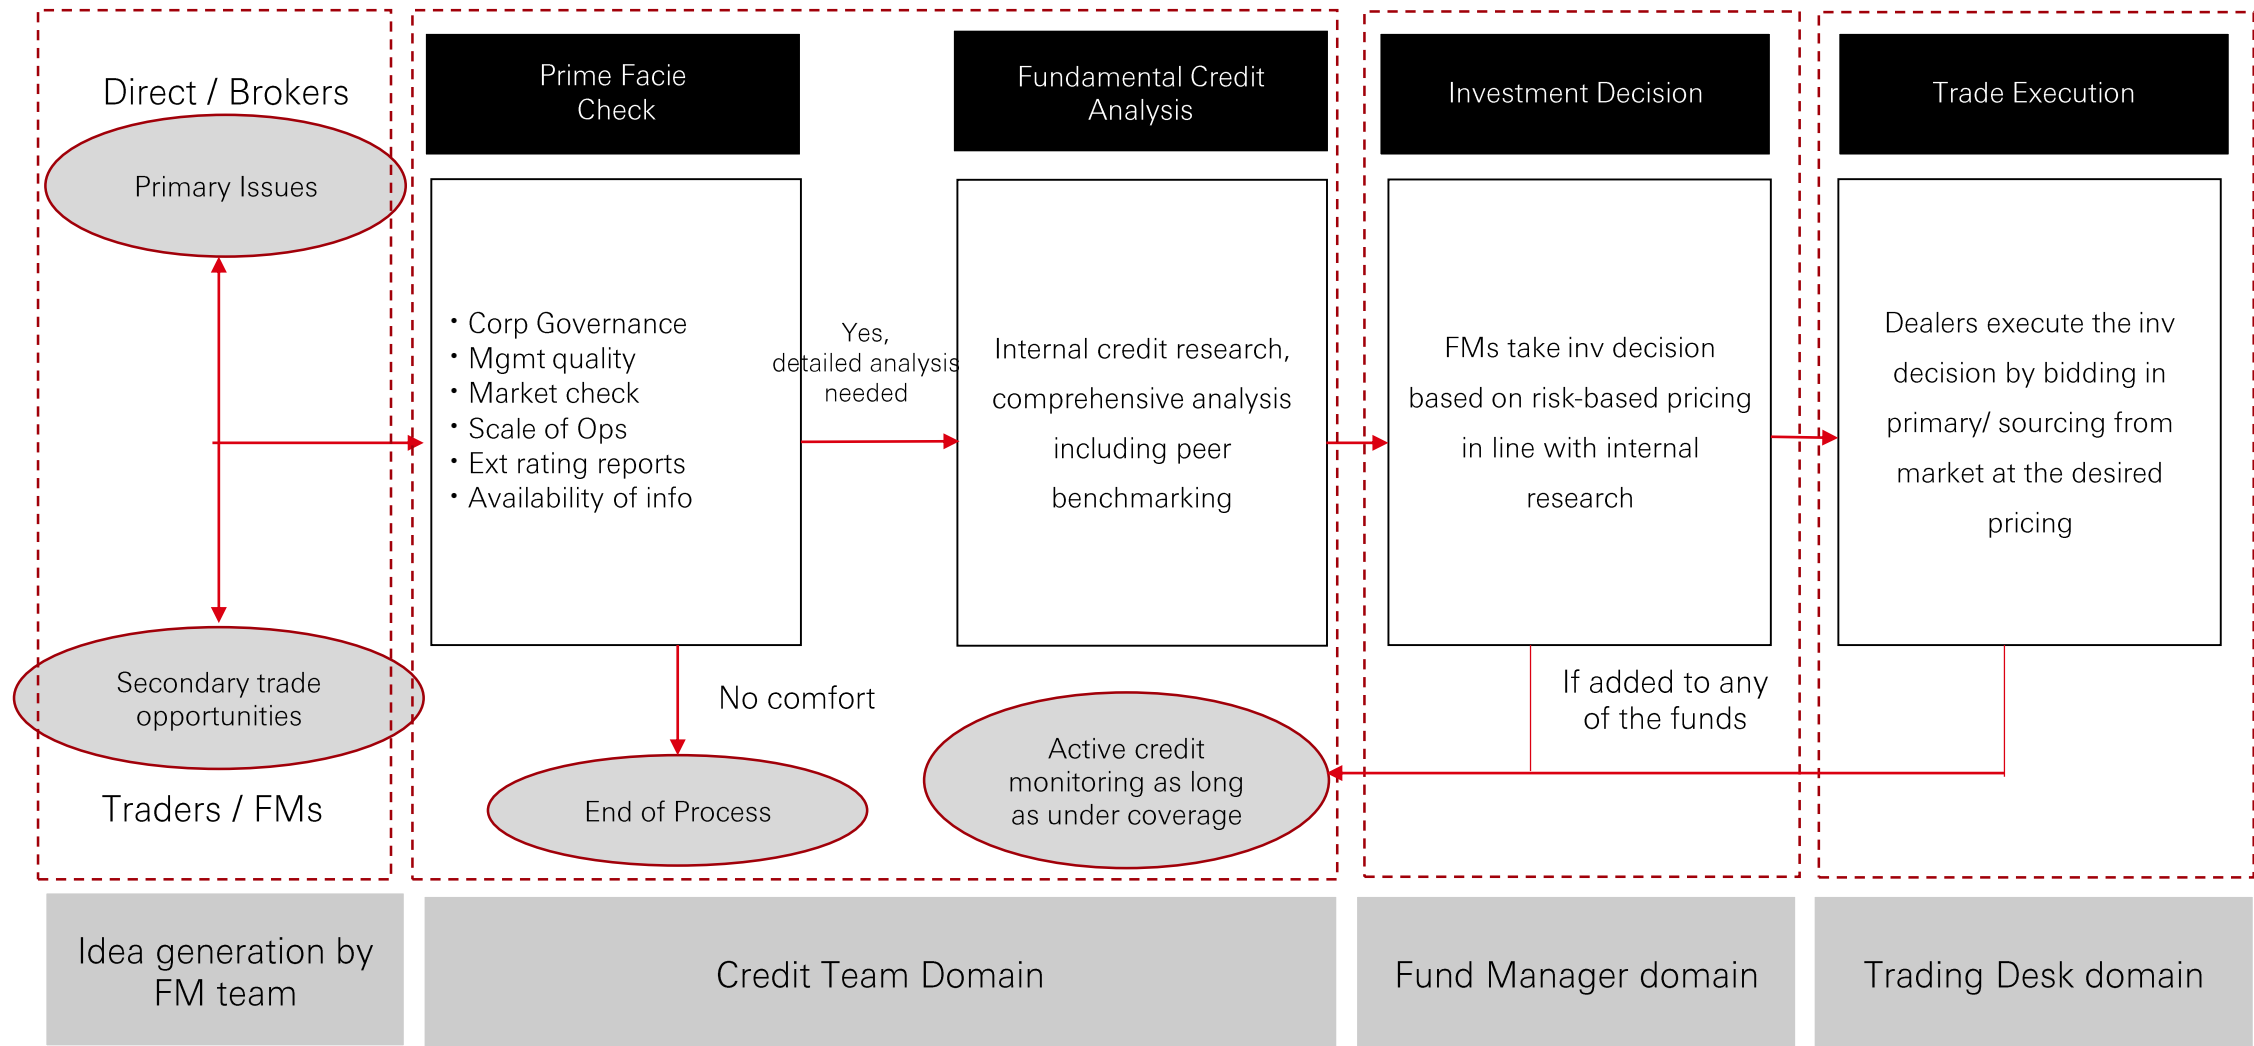 Direct / Brokers
Primary Issues
Secondary trade
opportunities
Traders / FMs
Idea generation by
FM team
Prime Facie
Check
• Corp Governance
• Mgmt quality
• Market check
• Scale of Ops
• Ext rating reports
• Availability of info
Yes,
detailed analysis
needed
No comfort
End of Process
Fundamental Credit
Analysis
Internal credit research,
comprehensive analysis
including peer
benchmarking
Active credit
monitoring as long
as under coverage
Credit Team Domain
Investment Decision
FMs take inv decision
based on risk-based pricing
in line with internal
research
If added to any
of the funds
Fund Manager domain
Trade Execution
Dealers execute the inv
decision by bidding in
primary/ sourcing from
market at the desired
pricing
Trading Desk domain